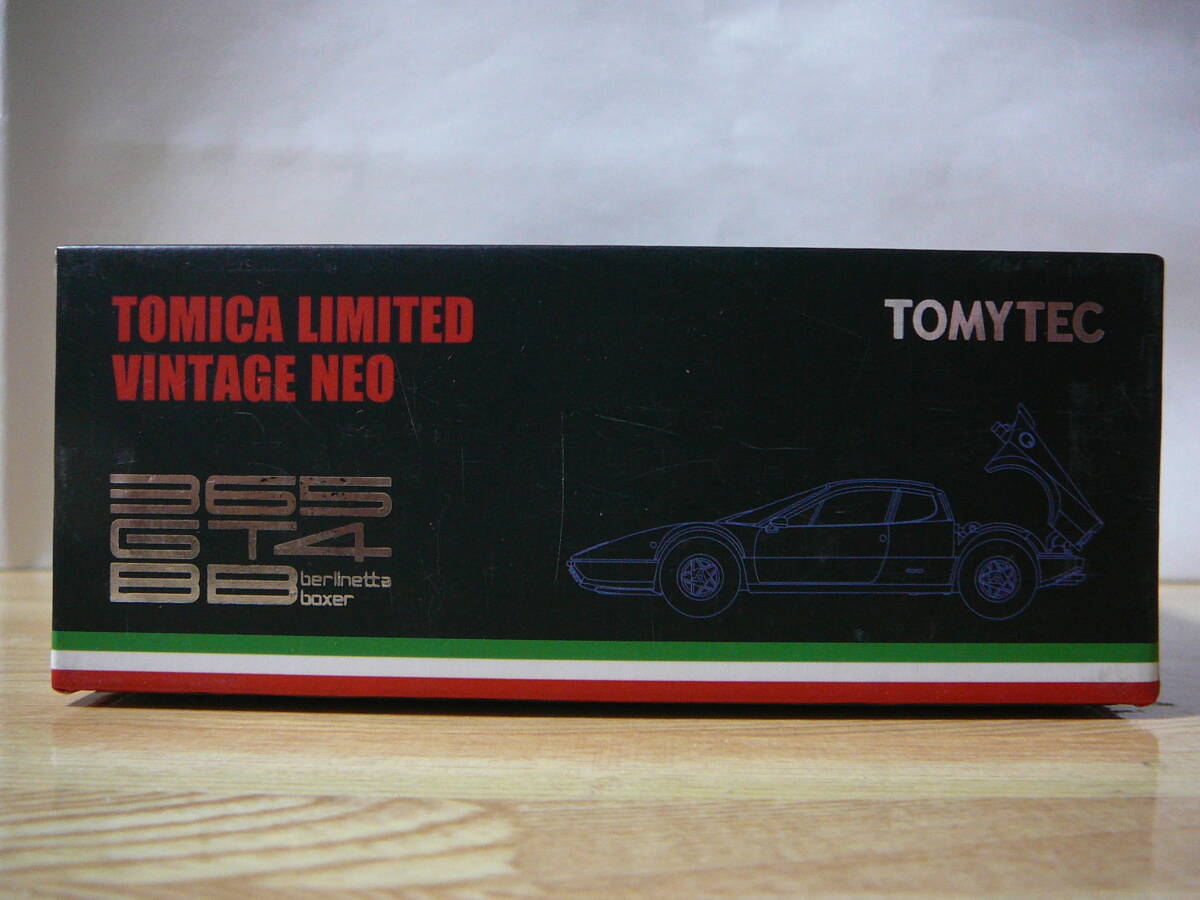 TOMICA LIMITED
VINTAGE NEO
TOMYTEC
365
GT4
BB berlinetta
boxer